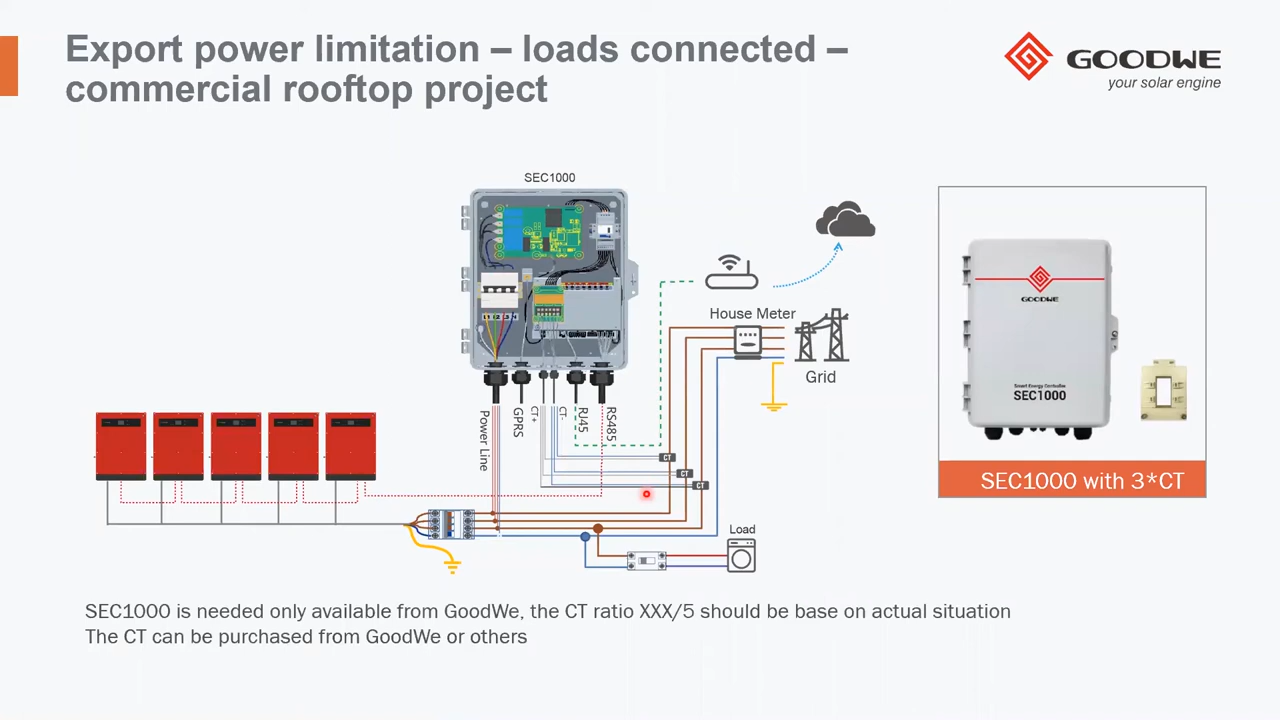 Export power limitation – loads connected –
commercial rooftop project
GOODWE
your solar engine
SEC1000
House Meter
Grid
Power Line
GPRS
CT+
CT-
RJ45
RS485
CT
CT
CT
Load
GOODWE
Smart Energy Controller
SEC1000
SEC1000 with 3*CT
SEC1000 is needed only available from GoodWe, the CT ratio XXX/5 should be base on actual situation
The CT can be purchased from GoodWe or others